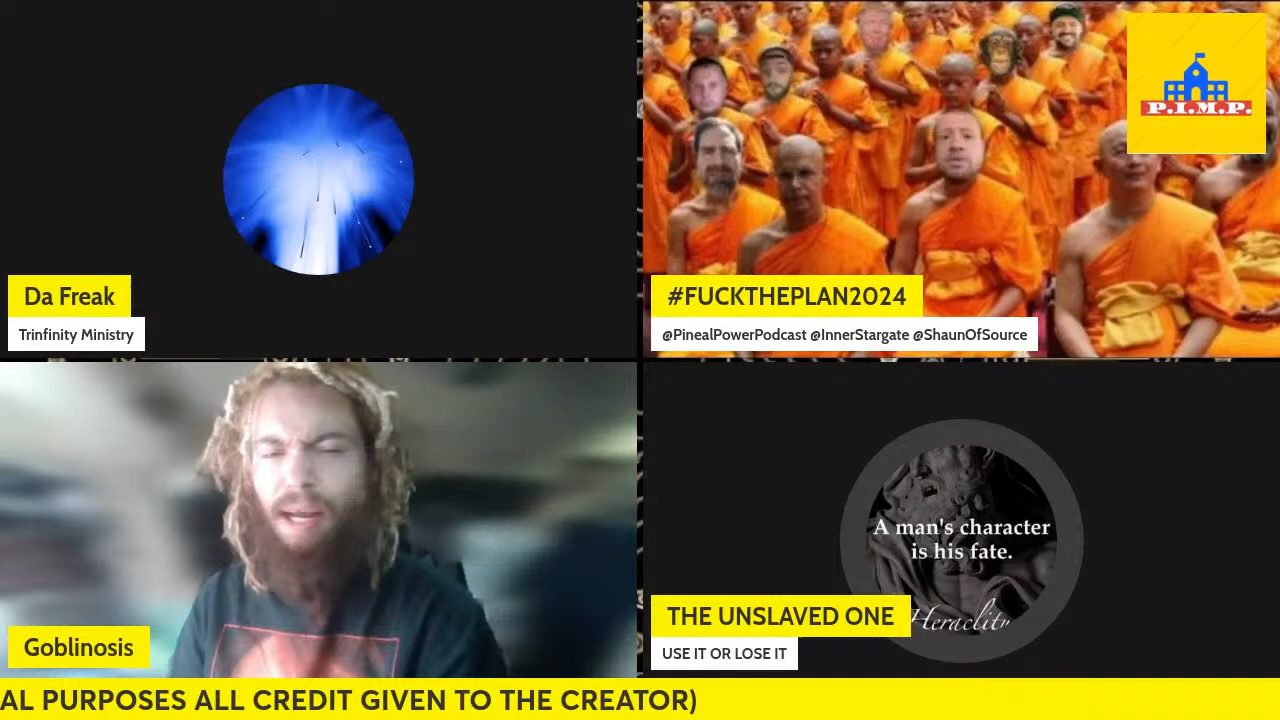 P.I.M.P.
Da Freak
Trinfinity Ministry
#FUCKTHEPLAN2024
@PinealPowerPodcast @InnerStargate @ShaunOfSource
A man's character
is his fate.
Goblinosis
THE UNSLAVED ONE
USE IT OR LOSE IT
AL PURPOSES ALL CREDIT GIVEN TO THE CREATOR)